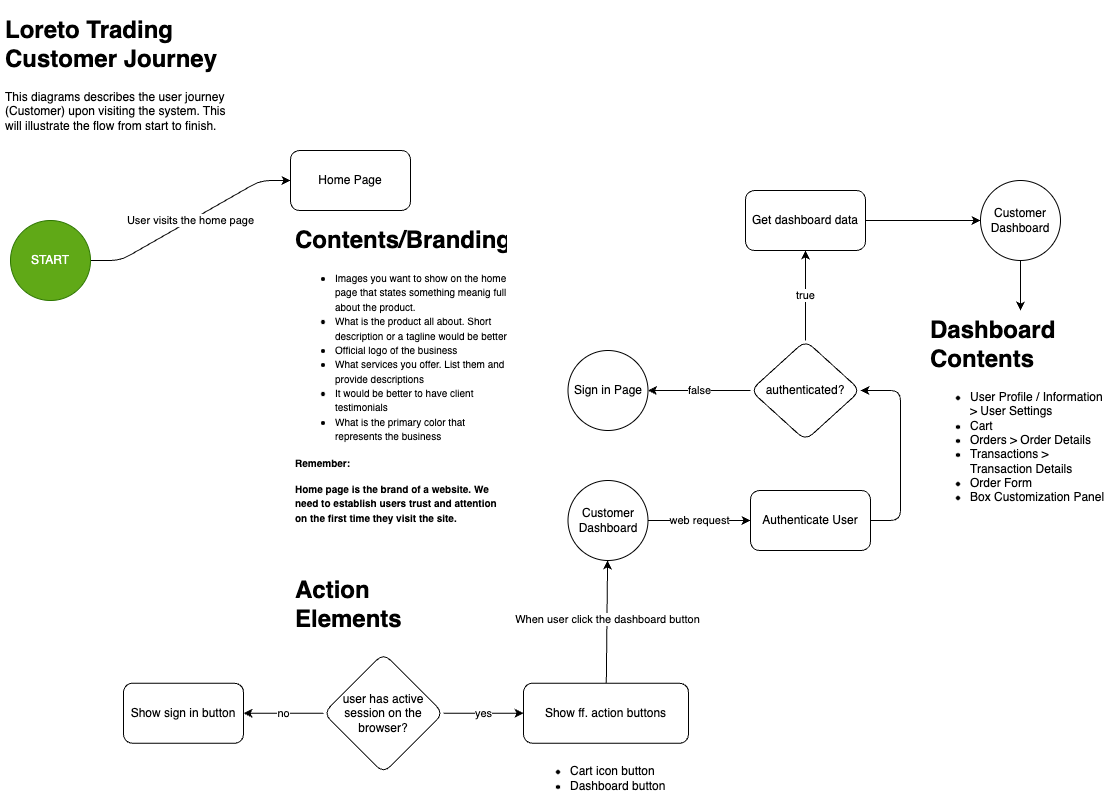 Loreto Trading
Customer Journey
This diagrams describes the user journey
(Customer) upon visiting the system. This
will illustrate the flow from start to finish.
START
User visits the home page
Home Page
Contents/Branding
Images you want to show on the home
page that states something meanig full
about the product.
What is the product all about. Short
description or a tagline would be better
Official logo of the business
What services you offer. List them and
provide descriptions
It would be better to have client
testimonials
What is the primary color that
represents the business
Remember:
Home page is the brand of a website. We
need to establish users trust and attention
on the first time they visit the site.
Action
Elements
user has active
session on the
browser?
no
Show sign in button
yes
Show ff. action buttons
Cart icon button
Dashboard button
When user click the dashboard button
Customer
Dashboard
web request
Authenticate User
authenticated?
false
Sign in Page
true
Get dashboard data
Customer
Dashboard
Dashboard
Contents
User Profile / Information
> User Settings
Cart
Orders > Order Details
Transactions >
Transaction Details
Order Form
Box Customization Panel